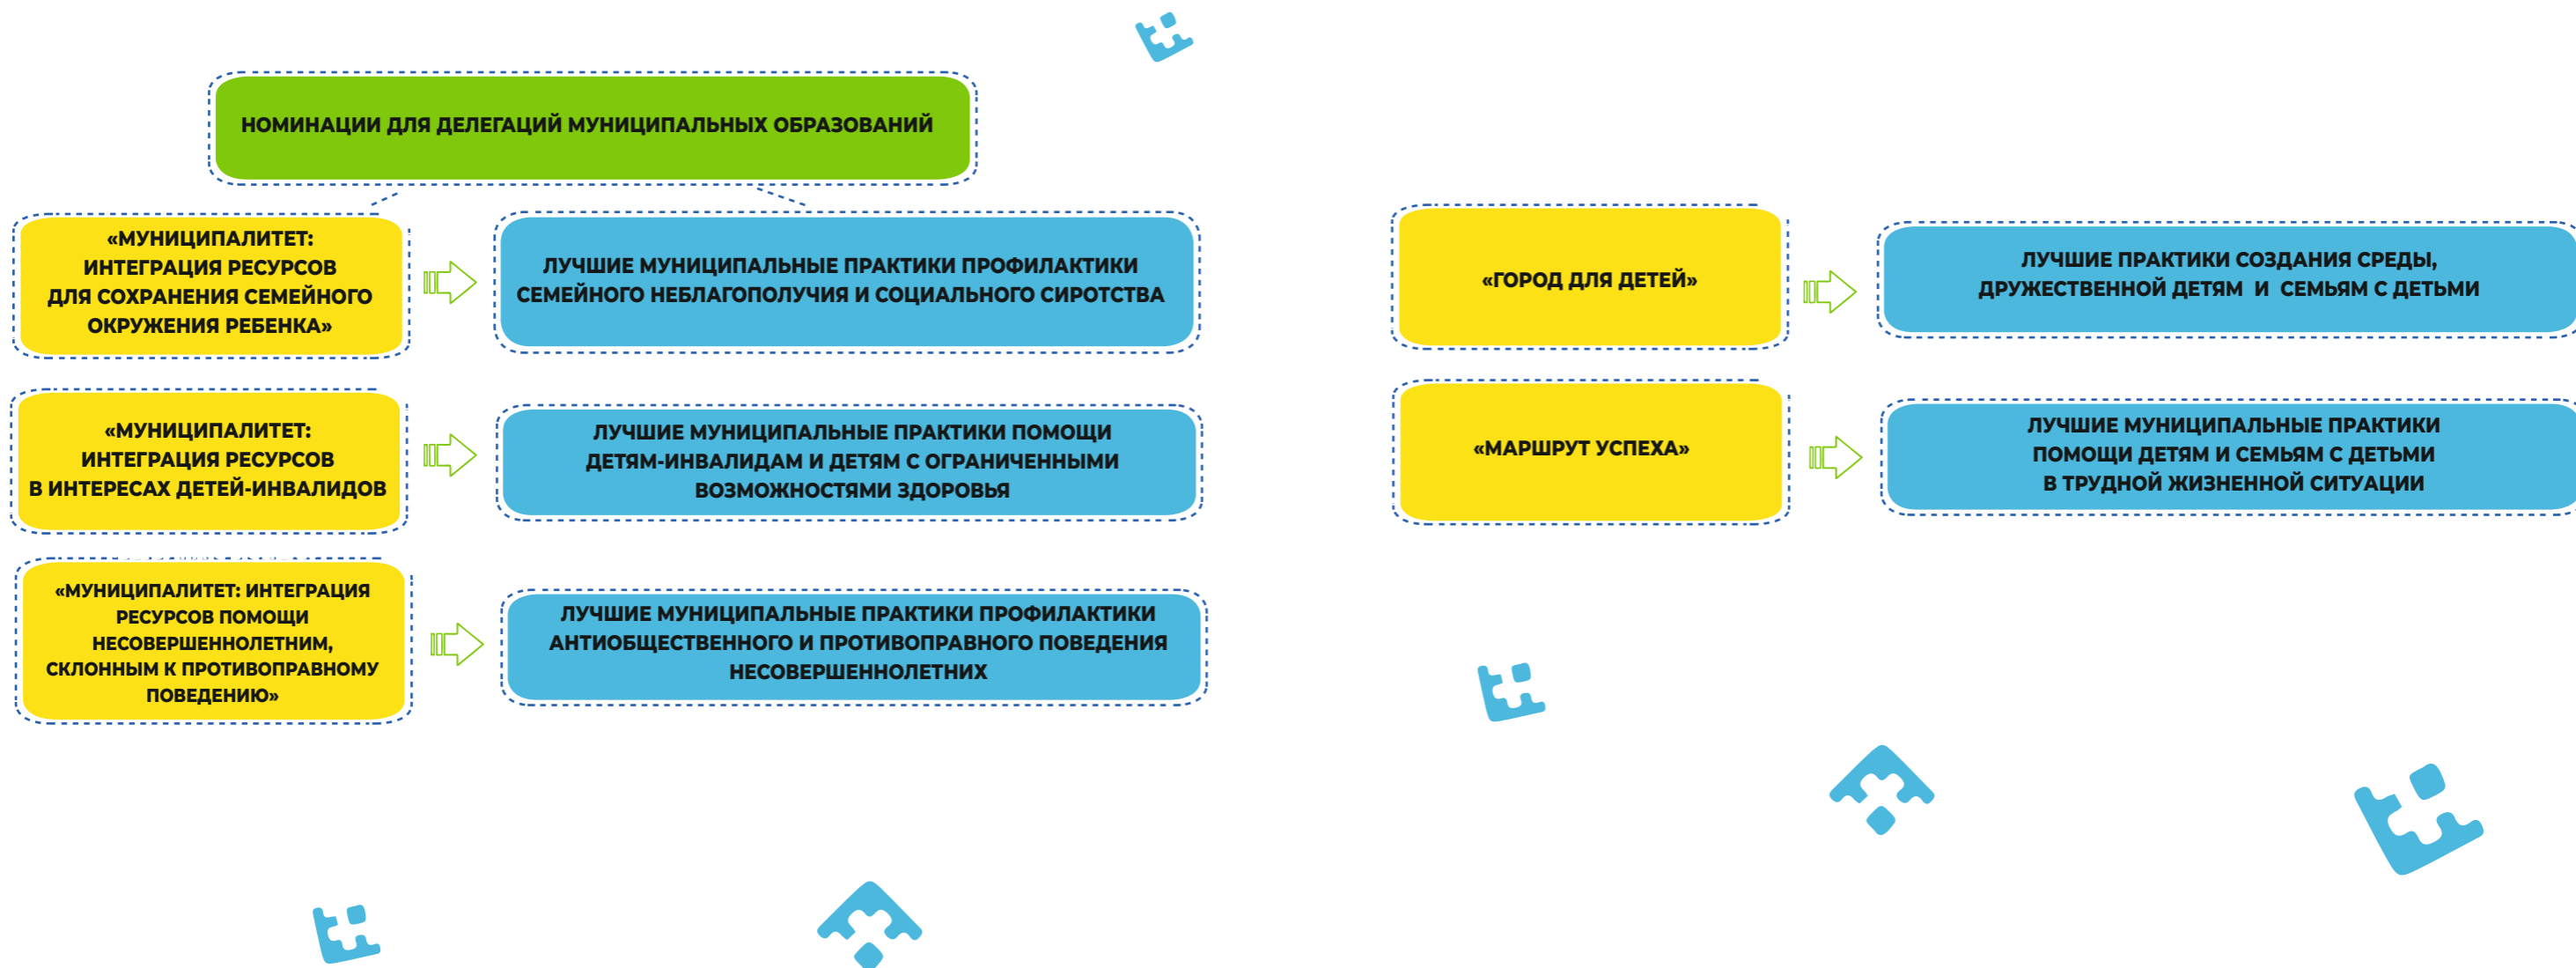 НОМИНАЦИИ ДЛЯ ДЕЛЕГАЦИЙ МУНИЦИПАЛЬНЫХ ОБРАЗОВАНИЙ
«МУНИЦИПАЛИТЕТ:
ИНТЕГРАЦИЯ РЕСУРСОВ
ДЛЯ СОХРАНЕНИЯ СЕМЕЙНОГО
ОКРУЖЕНИЯ РЕБЕНКА»
ЛУЧШИЕ МУНИЦИПАЛЬНЫЕ ПРАКТИКИ ПРОФИЛАКТИКИ
СЕМЕЙНОГО НЕБЛАГОПОЛУЧИЯ И СОЦИАЛЬНОГО СИРОТСТВА
«МУНИЦИПАЛИТЕТ:
ИНТЕГРАЦИЯ РЕСУРСОВ
В ИНТЕРЕСАХ ДЕТЕЙ-ИНВАЛИДОВ
ЛУЧШИЕ МУНИЦИПАЛЬНЫЕ ПРАКТИКИ ПОМОЩИ
ДЕТЯМ-ИНВАЛИДАМ И ДЕТЯМ С ОГРАНИЧЕННЫМИ
ВОЗМОЖНОСТЯМИ ЗДОРОВЬЯ
«МУНИЦИПАЛИТЕТ: ИНТЕГРАЦИЯ
РЕСУРСОВ ПОМОЩИ
НЕСОВЕРШЕННОЛЕТНИМ,
СКЛОННЫМ К ПРОТИВОПРАВНОМУ
ПОВЕДЕНИЮ»
ЛУЧШИЕ МУНИЦИПАЛЬНЫЕ ПРАКТИКИ ПРОФИЛАКТИКИ
АНТИОБЩЕСТВЕННОГО И ПРОТИВОПРАВНОГО ПОВЕДЕНИЯ
НЕСОВЕРШЕННОЛЕТНИХ
«ГОРОД ДЛЯ ДЕТЕЙ»
ЛУЧШИЕ ПРАКТИКИ СОЗДАНИЯ СРЕДЫ,
ДРУЖЕСТВЕННОЙ ДЕТЯМ И СЕМЬЯМ С ДЕТЬМИ
«МАРШРУТ УСПЕХА»
ЛУЧШИЕ МУНИЦИПАЛЬНЫЕ ПРАКТИКИ
ПОМОЩИ ДЕТЯМ И СЕМЬЯМ С ДЕТЬМИ
В ТРУДНОЙ ЖИЗНЕННОЙ СИТУАЦИИ